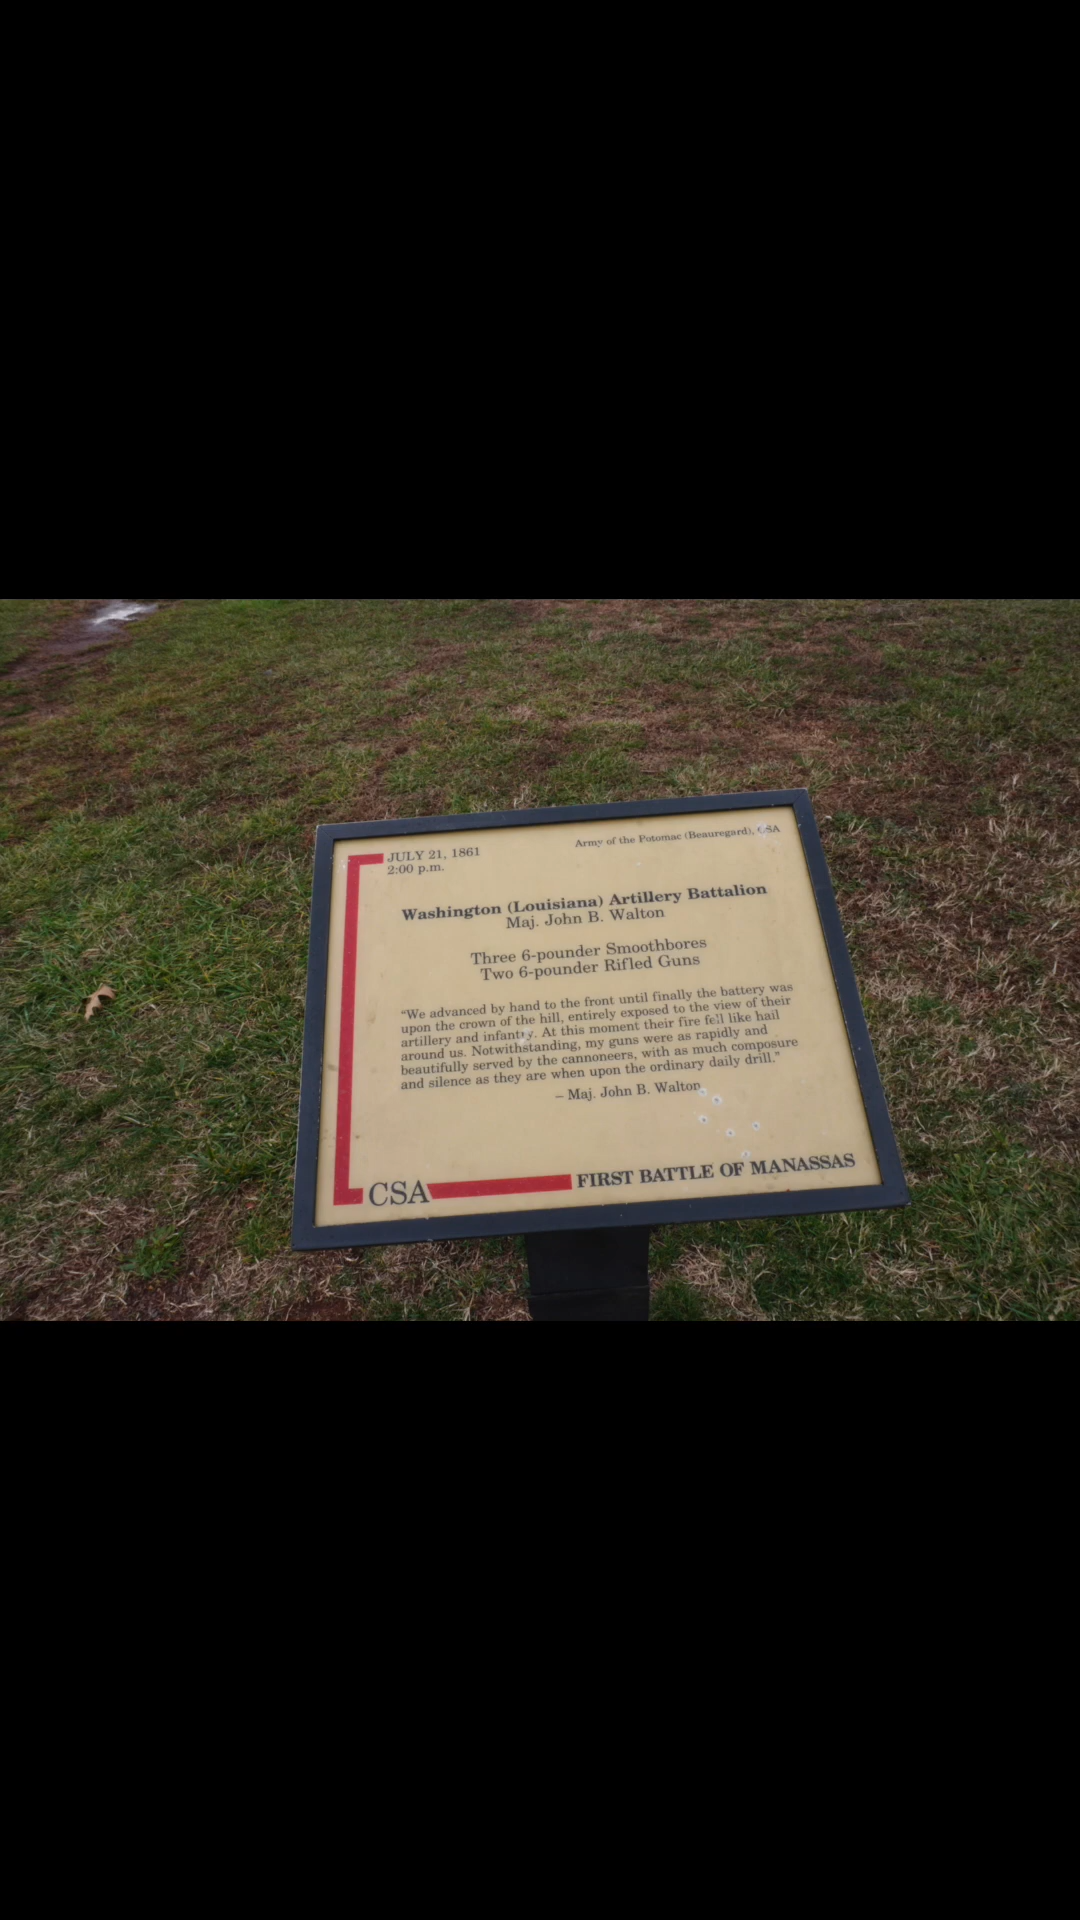 JULY 21, 1861
2:00 p.m.
Army of the Potomac (Beauregard), CSA
Washington (Louisiana) Artillery Battalion
Maj. John B. Walton
Three 6-pounder Smoothbores
Two 6-pounder Rifled Guns
“We advanced by hand to the front until finally the battery was
upon the crown of the hill, entirely exposed to the view of their
artillery and infantry. At this moment their fire fell like hail
around us. Notwithstanding, my guns were as rapidly and
beautifully served by the cannoneers, with as much composure
and silence as they are when upon the ordinary daily drill.”
– Maj. John B. Walton
CSA
FIRST BATTLE OF MANASSAS